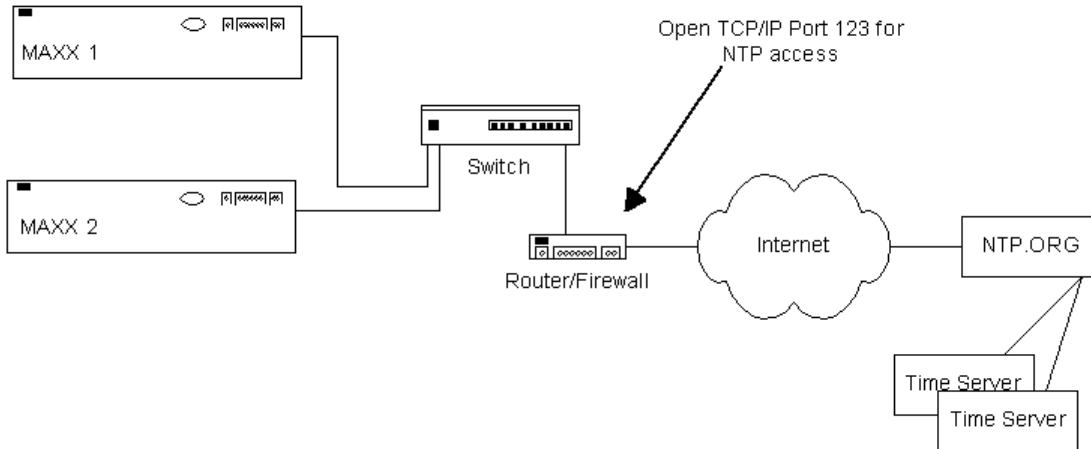 MAXX 1
Open TCP/IP Port 123 for
NTP access
Switch
MAXX 2
Internet
NTP.ORG
Router/Firewall
Time Server
Time Server